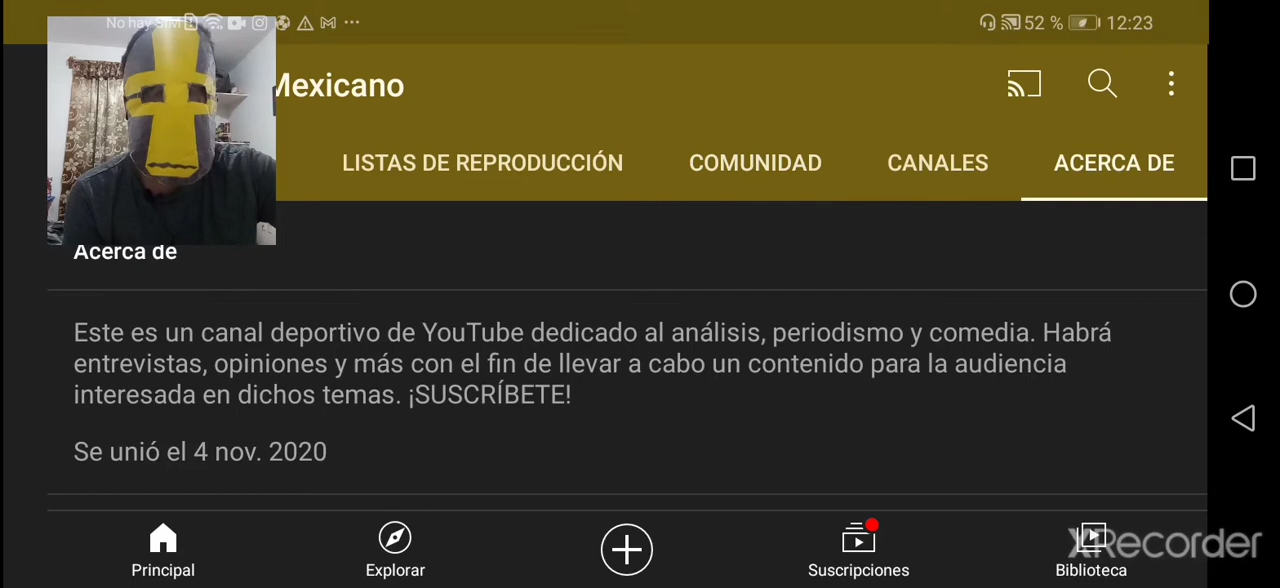 No hay SIM 52 % 12:23
Mexicano
LISTAS DE REPRODUCCIÓN COMUNIDAD CANALES ACERCA DE
Acerca de
Este es un canal deportivo de YouTube dedicado al análisis, periodismo y comedia. Habrá
entrevistas, opiniones y más con el fin de llevar a cabo un contenido para la audiencia
interesada en dichos temas. ¡SUSCRÍBETE!
Se unió el 4 nov. 2020
XRecorder
Principal Explorar Suscripciones Biblioteca